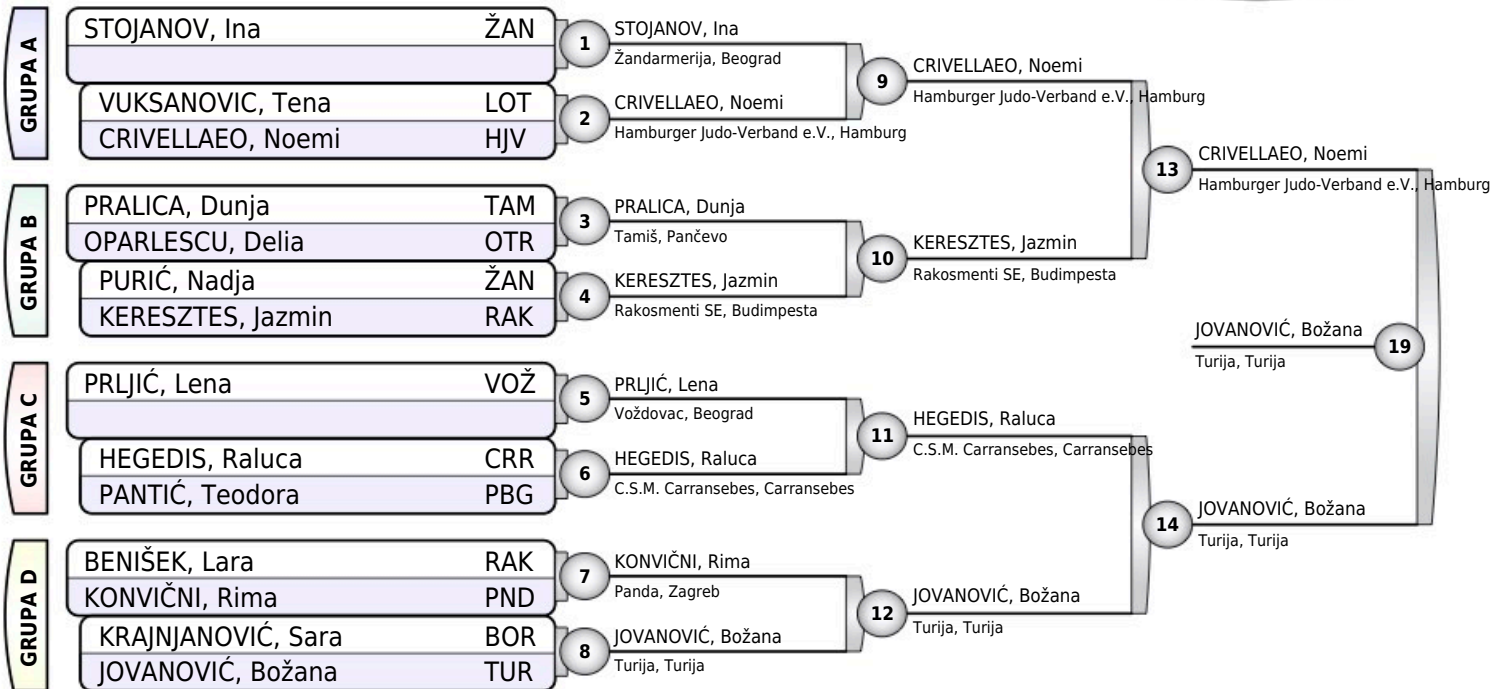 GRUPA A
STOJANOV, Ina ŽAN
VUKSANOVIC, Tena LOT
CRIVELLAEO, Noemi HJV
GRUPA B
PRALICA, Dunja TAM
OPARLESCU, Delia OTR
PURIĆ, Nadja ŽAN
KERESZTES, Jazmin RAK
GRUPA C
PRLJIĆ, Lena VOŽ
HEGEDIS, Raluca CRR
PANTIĆ, Teodora PBG
GRUPA D
BENIŠEK, Lara RAK
KONVIČNI, Rima PND
KRAJNJANOVIĆ, Sara BOR
JOVANOVIĆ, Božana TUR
1
STOJANOV, Ina
Žandarmerija, Beograd
2
CRIVELLAEO, Noemi
Hamburger Judo-Verband e.V., Hamburg
3
PRALICA, Dunja
Tamiš, Pančevo
4
KERESZTES, Jazmin
Rakosmenti SE, Budimpesta
5
PRLJIĆ, Lena
Voždovac, Beograd
6
HEGEDIS, Raluca
C.S.M. Carransebes, Carransebes
7
KONVIČNI, Rima
Panda, Zagreb
8
JOVANOVIĆ, Božana
Turija, Turija
9
CRIVELLAEO, Noemi
Hamburger Judo-Verband e.V., Hamburg
10
KERESZTES, Jazmin
Rakosmenti SE, Budimpesta
11
HEGEDIS, Raluca
C.S.M. Carransebes, Carransebes
12
JOVANOVIĆ, Božana
Turija, Turija
13
CRIVELLAEO, Noemi
Hamburger Judo-Verband e.V., Hamburg
14
JOVANOVIĆ, Božana
Turija, Turija
JOVANOVIĆ, Božana
Turija, Turija
19